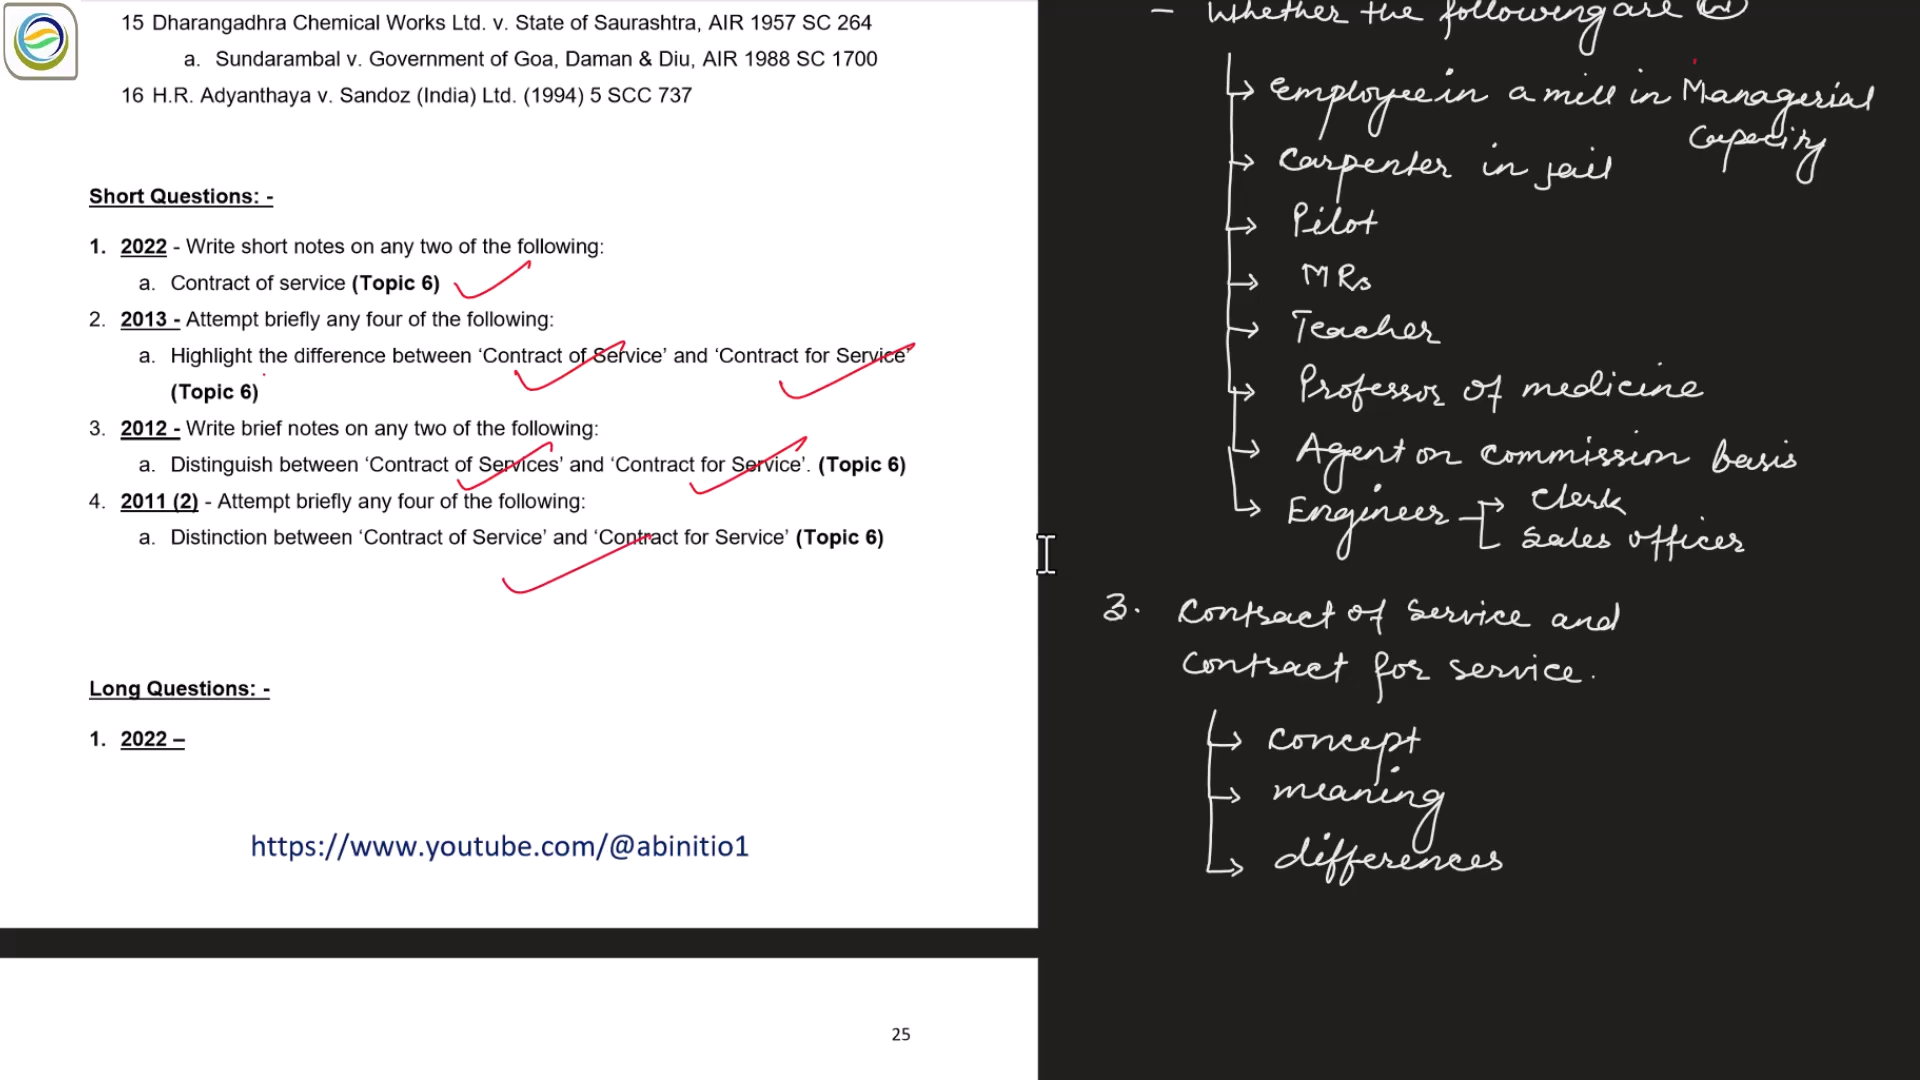 15 Dharangadhra Chemical Works Ltd. v. State of Saurashtra, AIR 1957 SC 264
a. Sundarambal v. Government of Goa, Daman & Diu, AIR 1988 SC 1700
16 H.R. Adyanthaya v. Sandoz (India) Ltd. (1994) 5 SCC 737
Short Questions: -
1. 2022 - Write short notes on any two of the following:
a. Contract of service (Topic 6)
2. 2013 - Attempt briefly any four of the following:
a. Highlight the difference between ‘Contract of Service’ and ‘Contract for Service’
(Topic 6)
3. 2012 - Write brief notes on any two of the following:
a. Distinguish between ‘Contract of Services’ and ‘Contract for Service’. (Topic 6)
4. 2011 (2) - Attempt briefly any four of the following:
a. Distinction between ‘Contract of Service’ and ‘Contract for Service’ (Topic 6)
Long Questions: -
1. 2022 –
https://www.youtube.com/@abinitio1
25
- Whether the following are W
Employee in a mill in Managerial
Capacity
Carpenter in jail
Pilot
MRs
Teacher
Professor of medicine
Agent on commission basis
Engineer
Clerk
Sales officer
3. Contract of service and
contract for service.
concept
meaning
differences